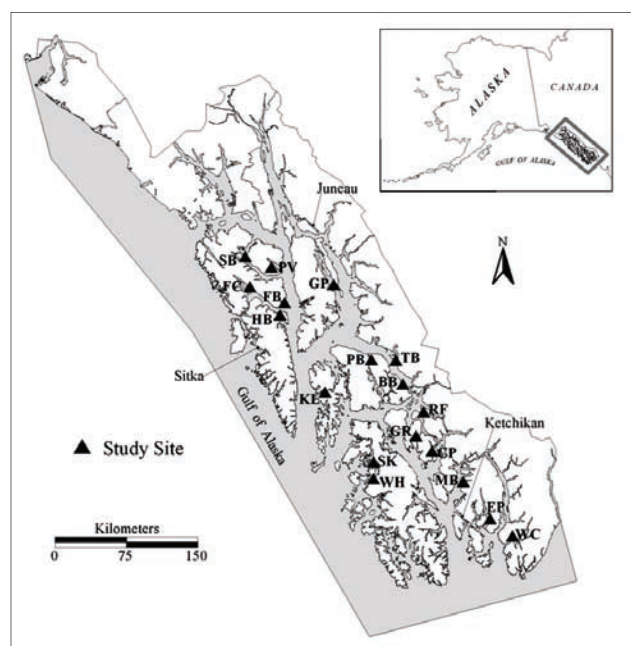 ALASKA
CANADA
GULF OF ALASKA
Juneau
N
SB
PV
GP
FC
FB
HB
Sitka
PB
TB
BB
KE
RF
Ketchikan
GR
CP
Gulf of Alaska
SK
WH
MB
EP
WC
Study Site
Kilometers
0 75 150